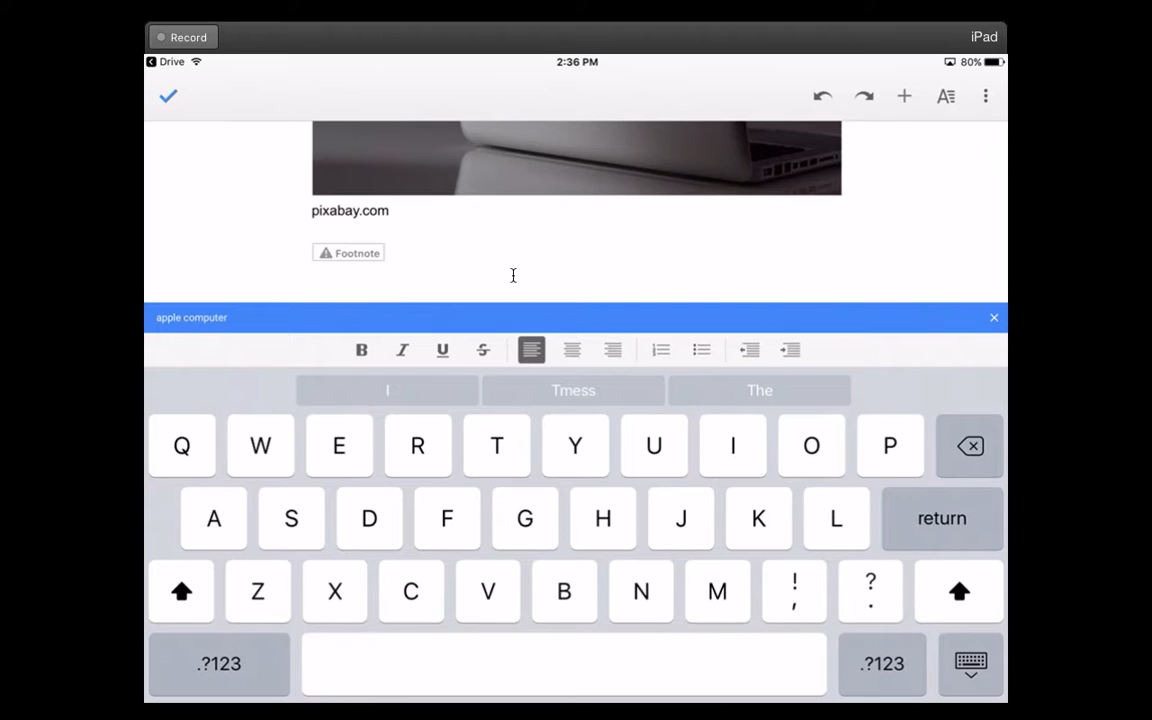 Record
iPad
Drive
2:36 PM
80%
A
pixabay.com
Footnote
apple computer
B I U S
I
Tmess
The
Q W E R T Y U I O P
A S D F G H J K L return
Z X C V B N M ! , ? .
.?123
.?123